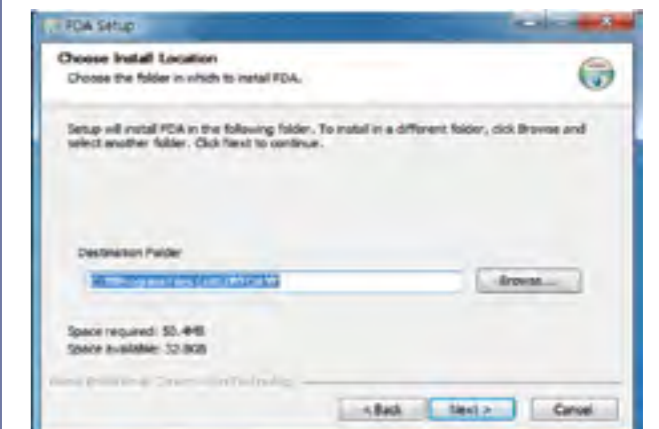 FDA Setup
Choose Install Location
Choose the folder in which to install FDA.
Setup will install FDA in the following folder. To install in a different folder, click Browse and
select another folder. Click Next to continue.
Destination Folder
Browse...
Space required: 50.4MB
Space available: 32.8GB
< Back
Next >
Cancel